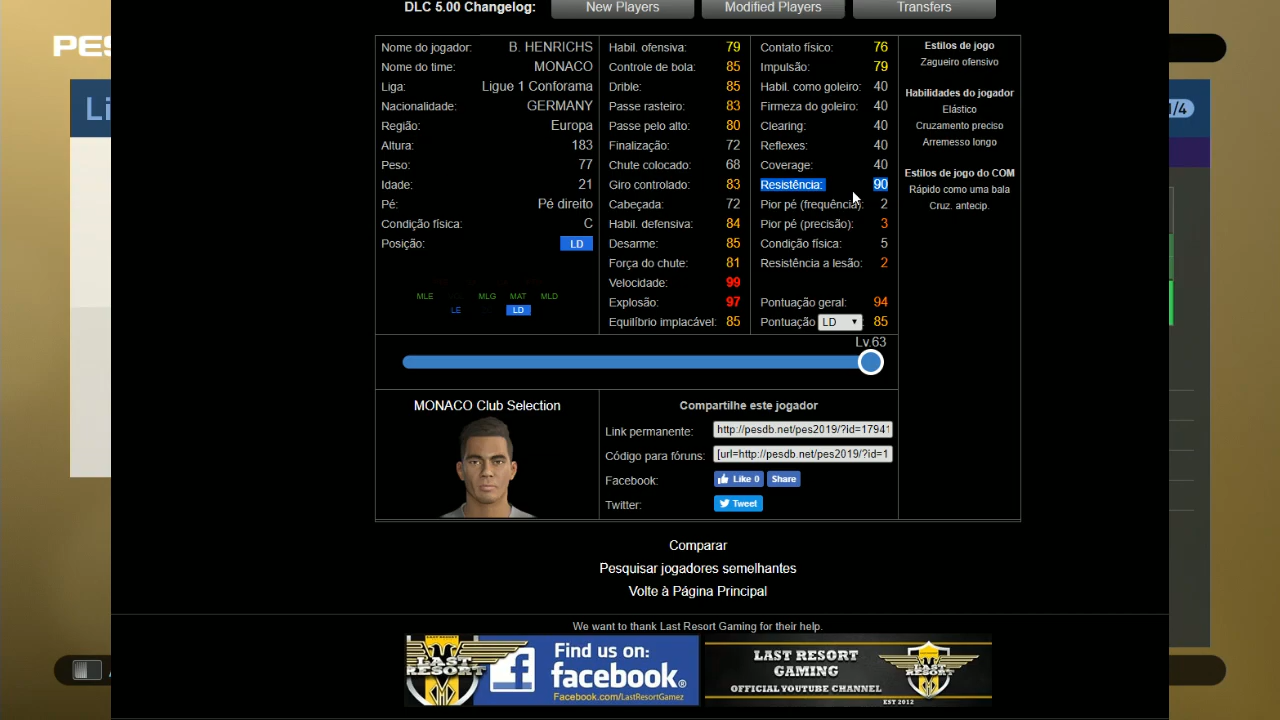 PES
Li
1/4
DLC 5.00 Changelog: New Players Modified Players Transfers
Nome do jogador: B. HENRICHS
Nome do time: MONACO
Liga: Ligue 1 Conforama
Nacionalidade: GERMANY
Região: Europa
Altura: 183
Peso: 77
Idade: 21
Pé: Pé direito
Condição física: C
Posição: LD
MLE MLG MAT MLD
LE LD
Habil. ofensiva: 79
Controle de bola: 85
Drible: 85
Passe rasteiro: 83
Passe pelo alto: 80
Finalização: 72
Chute colocado: 68
Giro controlado: 83
Cabeçada: 72
Habil. defensiva: 84
Desarme: 85
Força do chute: 81
Velocidade: 99
Explosão: 97
Equilíbrio implacável: 85
Contato físico: 76
Impulsão: 79
Habil. como goleiro: 40
Firmeza do goleiro: 40
Clearing: 40
Reflexes: 40
Coverage: 40
Resistência: 90
Pior pé (frequência): 2
Pior pé (precisão): 3
Condição física: 5
Resistência a lesão: 2
Pontuação geral: 94
Pontuação LD : 85
Estilos de jogo
Zagueiro ofensivo
Habilidades do jogador
Elástico
Cruzamento preciso
Arremesso longo
Estilos de jogo do COM
Rápido como uma bala
Cruz. antecip.
Lv.63
MONACO Club Selection
Compartilhe este jogador
Link permanente: http://pesdb.net/pes2019/?id=17941
Código para fóruns: [url=http://pesdb.net/pes2019/?id=1
Facebook: Like 0 Share
Twitter: Tweet
Comparar
Pesquisar jogadores semelhantes
Volte à Página Principal
We want to thank Last Resort Gaming for their help.
LAST RESORT
Find us on:
facebook®
Facebook.com/LastResortGamez
LAST RESORT
GAMING
OFFICIAL YOUTUBE CHANNEL
LAST RESORT
EST 2012